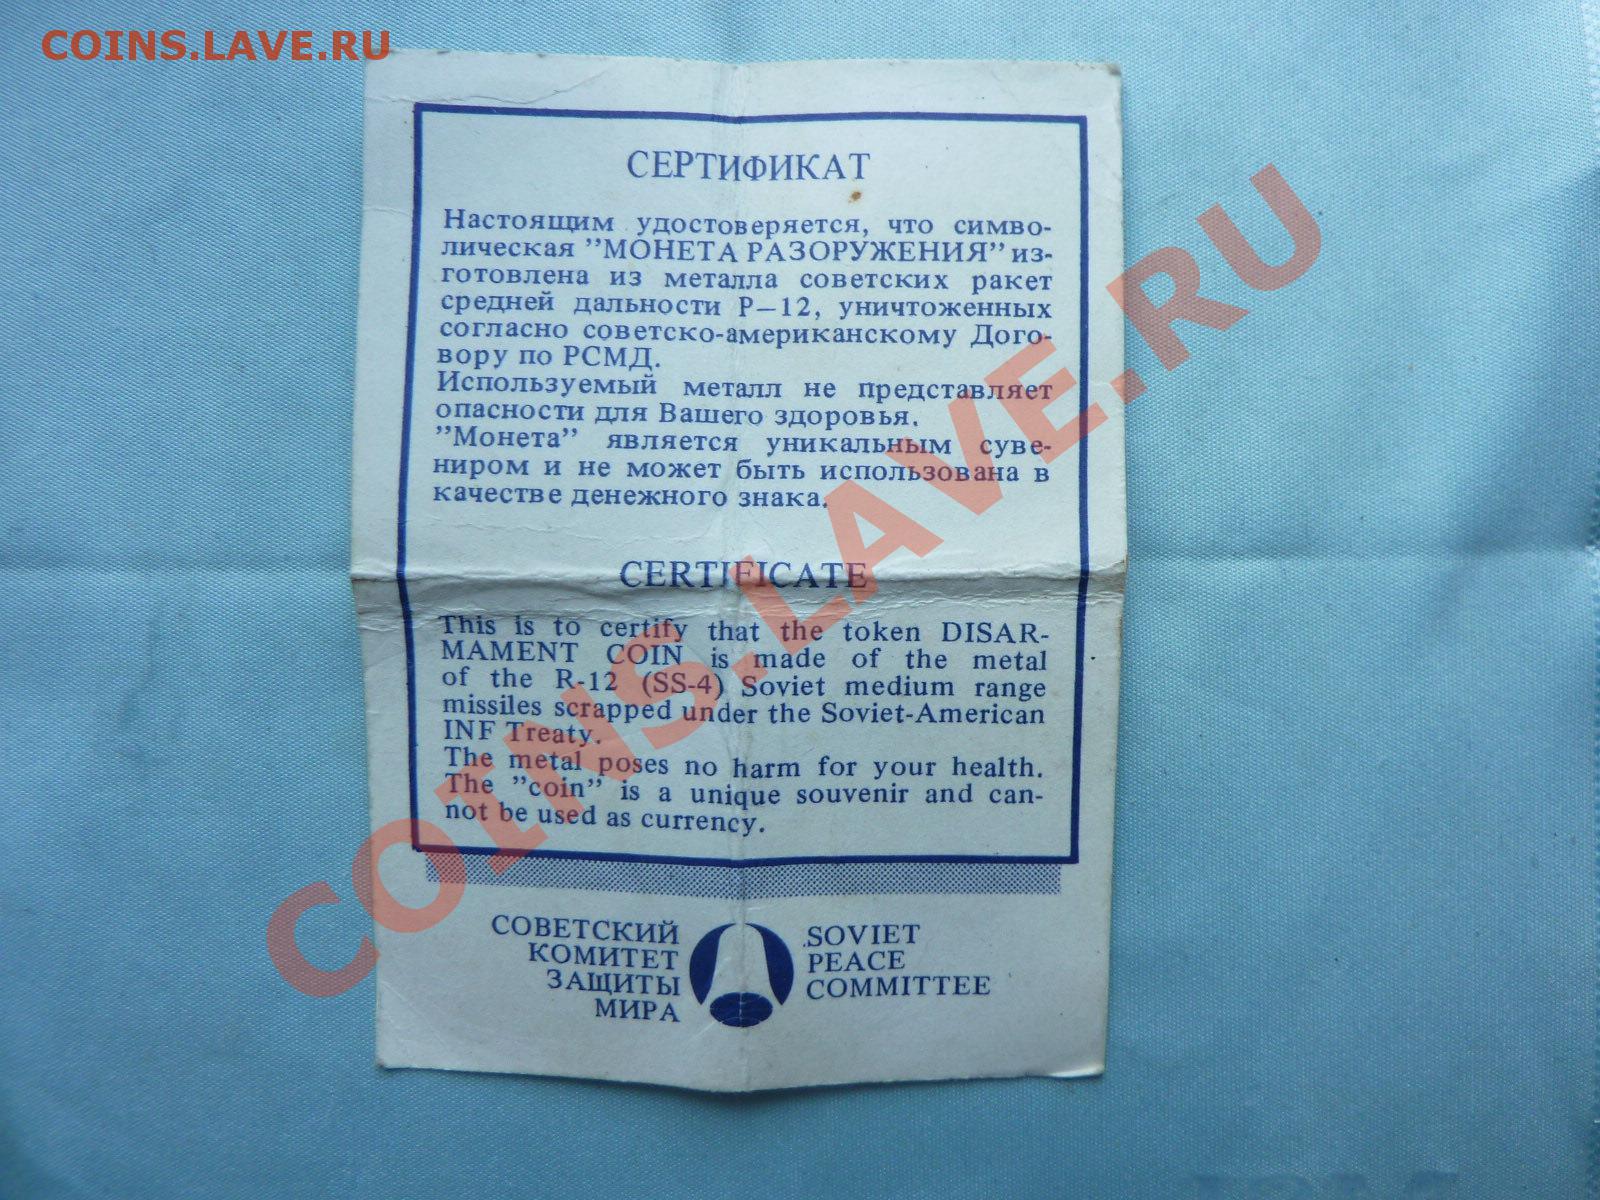 COINS.LAVE.RU
СЕРТИФИКАТ
Настоящим удостоверяется, что симво-
лическая ”МОНЕТА РАЗОРУЖЕНИЯ” из-
готовлена из металла советских ракет
средней дальности Р–12, уничтоженных
согласно советско-американскому Дого-
вору по РСМД.
Используемый металл не представляет
опасности для Вашего здоровья.
”Монета” является уникальным суве-
ниром и не может быть использована в
качестве денежного знака.
CERTIFICATE
This is to certify that the token DISAR-
MAMENT COIN is made of the metal
of the R-12 (SS-4) Soviet medium range
missiles scrapped under the Soviet-American
INF Treaty.
The metal poses no harm for your health.
The ”coin” is a unique souvenir and can-
not be used as currency.
СОВЕТСКИЙ
КОМИТЕТ
ЗАЩИТЫ
МИРА
SOVIET
PEACE
COMMITTEE
COINS.LAVE.RU